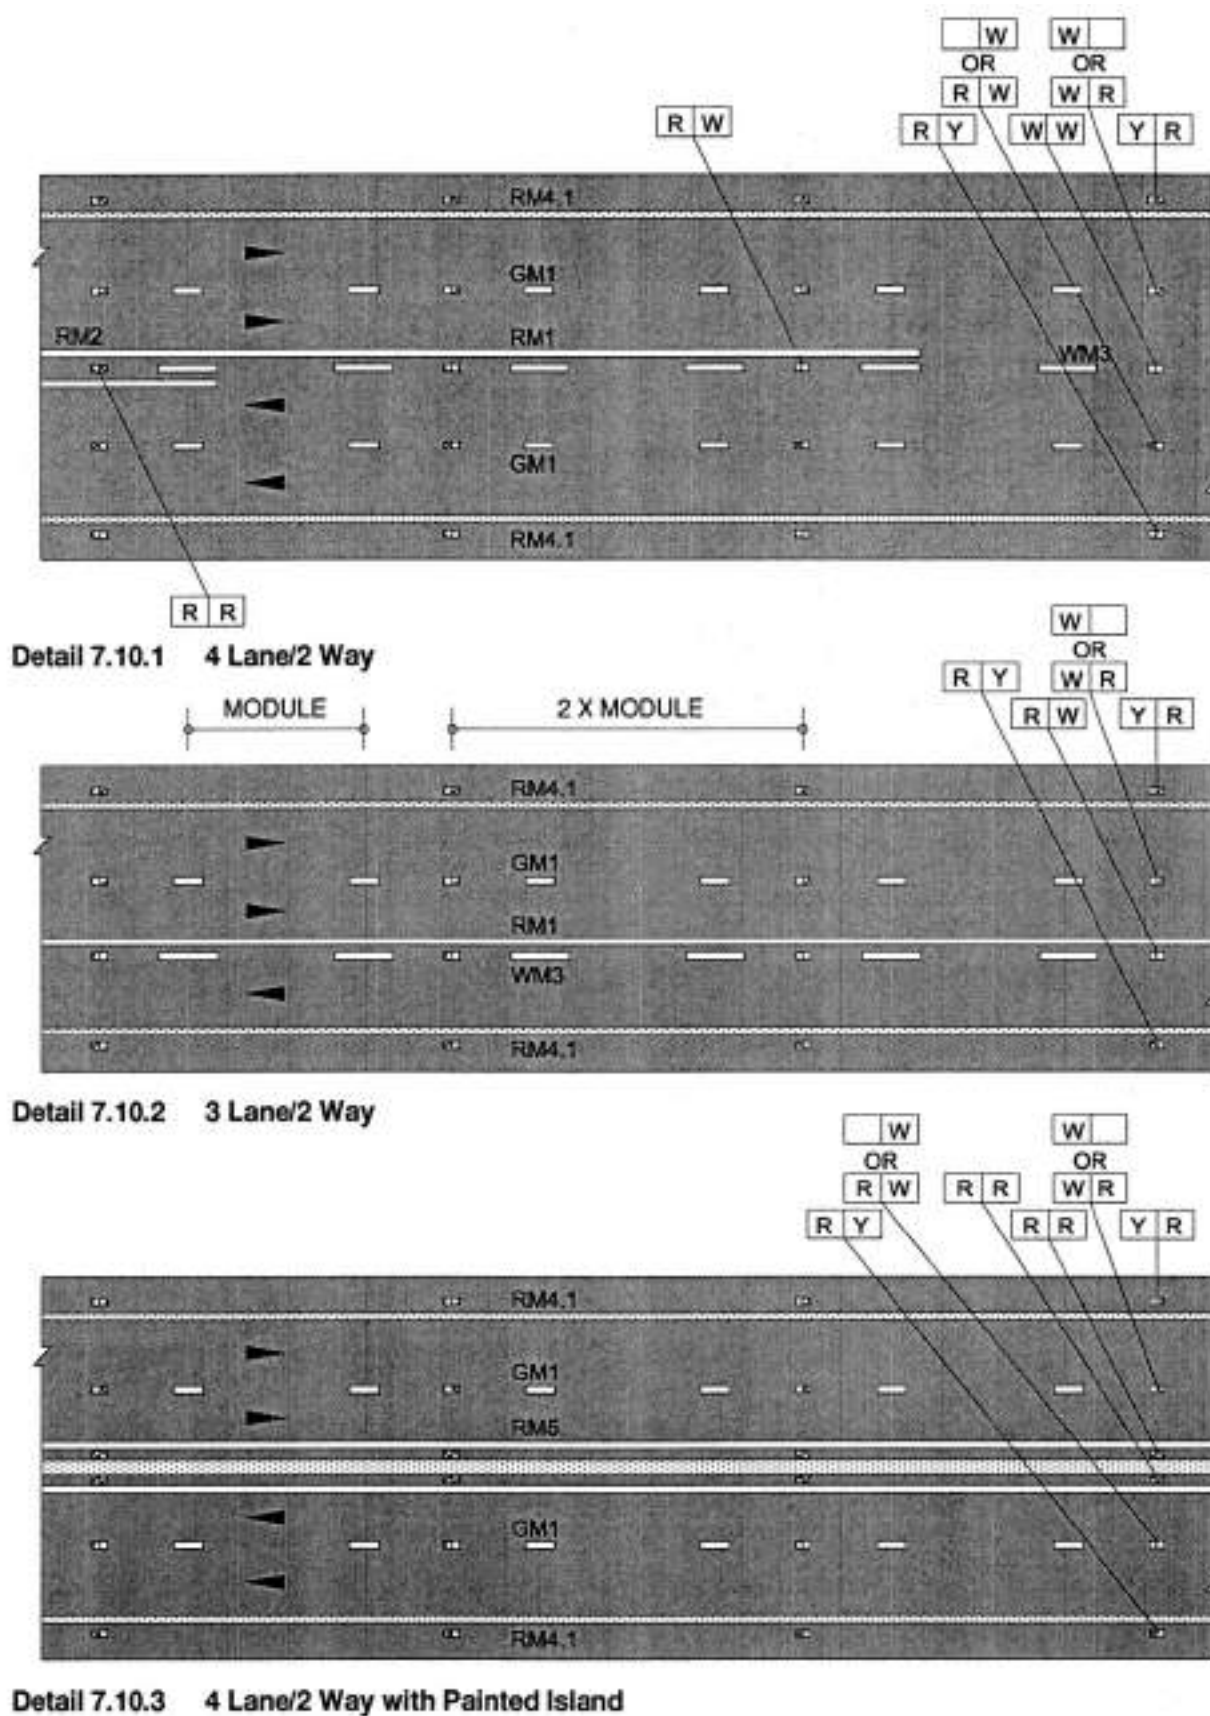 W W
OR OR
R W W R
R W R Y W W Y R
RM4.1
GM1
RM2 RM1 WM3
GM1
RM4.1
R R
Detail 7.10.1 4 Lane/2 Way
W
OR
R Y W R
MODULE 2 X MODULE R W Y R
RM4.1
GM1
RM1
WM3
RM4.1
Detail 7.10.2 3 Lane/2 Way
W W
OR OR
R W R R W R
R Y R R Y R
RM4.1
GM1
RM5
GM1
RM4.1
Detail 7.10.3 4 Lane/2 Way with Painted Island